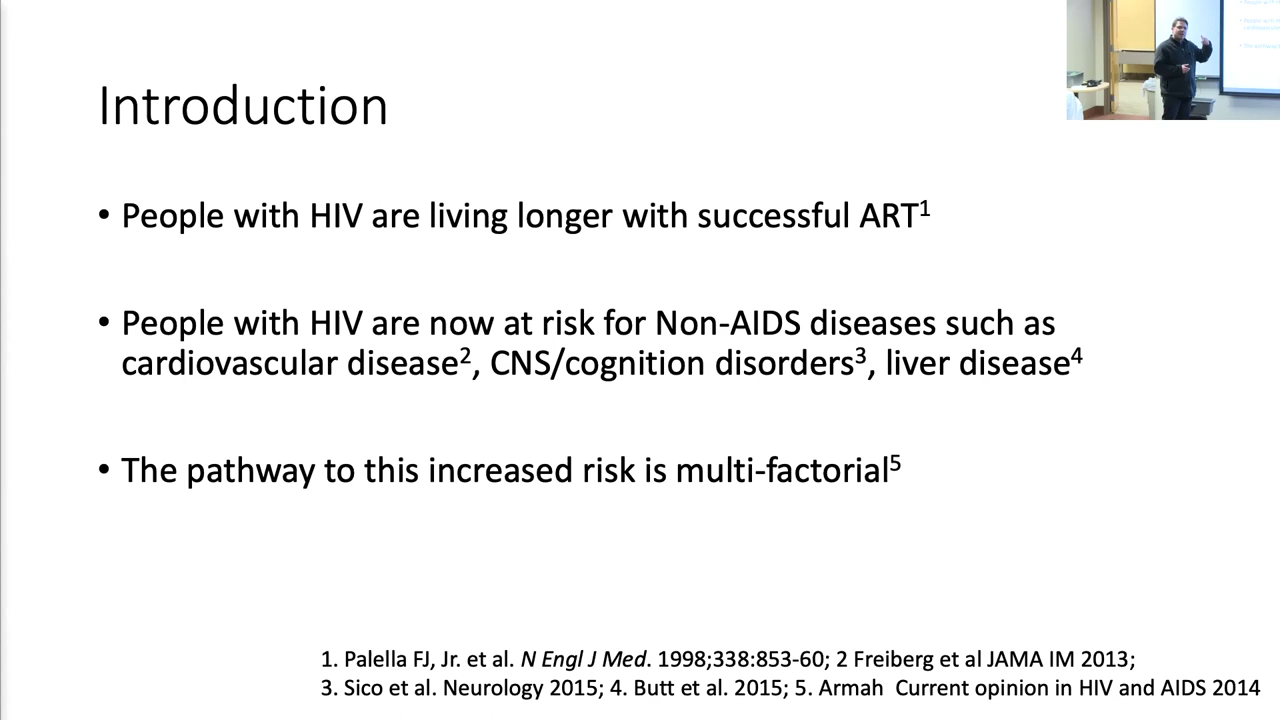 Introduction
• People with HIV are living longer with successful ART¹
• People with HIV are now at risk for Non-AIDS diseases such as
cardiovascular disease², CNS/cognition disorders³, liver disease⁴
• The pathway to this increased risk is multi-factorial⁵
1. Palella FJ, Jr. et al. N Engl J Med. 1998;338:853-60; 2 Freiberg et al JAMA IM 2013;
3. Sico et al. Neurology 2015; 4. Butt et al. 2015; 5. Armah  Current opinion in HIV and AIDS 2014